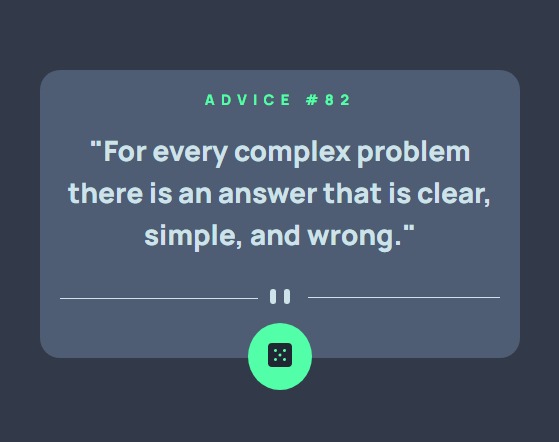 ADVICE #82
"For every complex problem
there is an answer that is clear,
simple, and wrong."